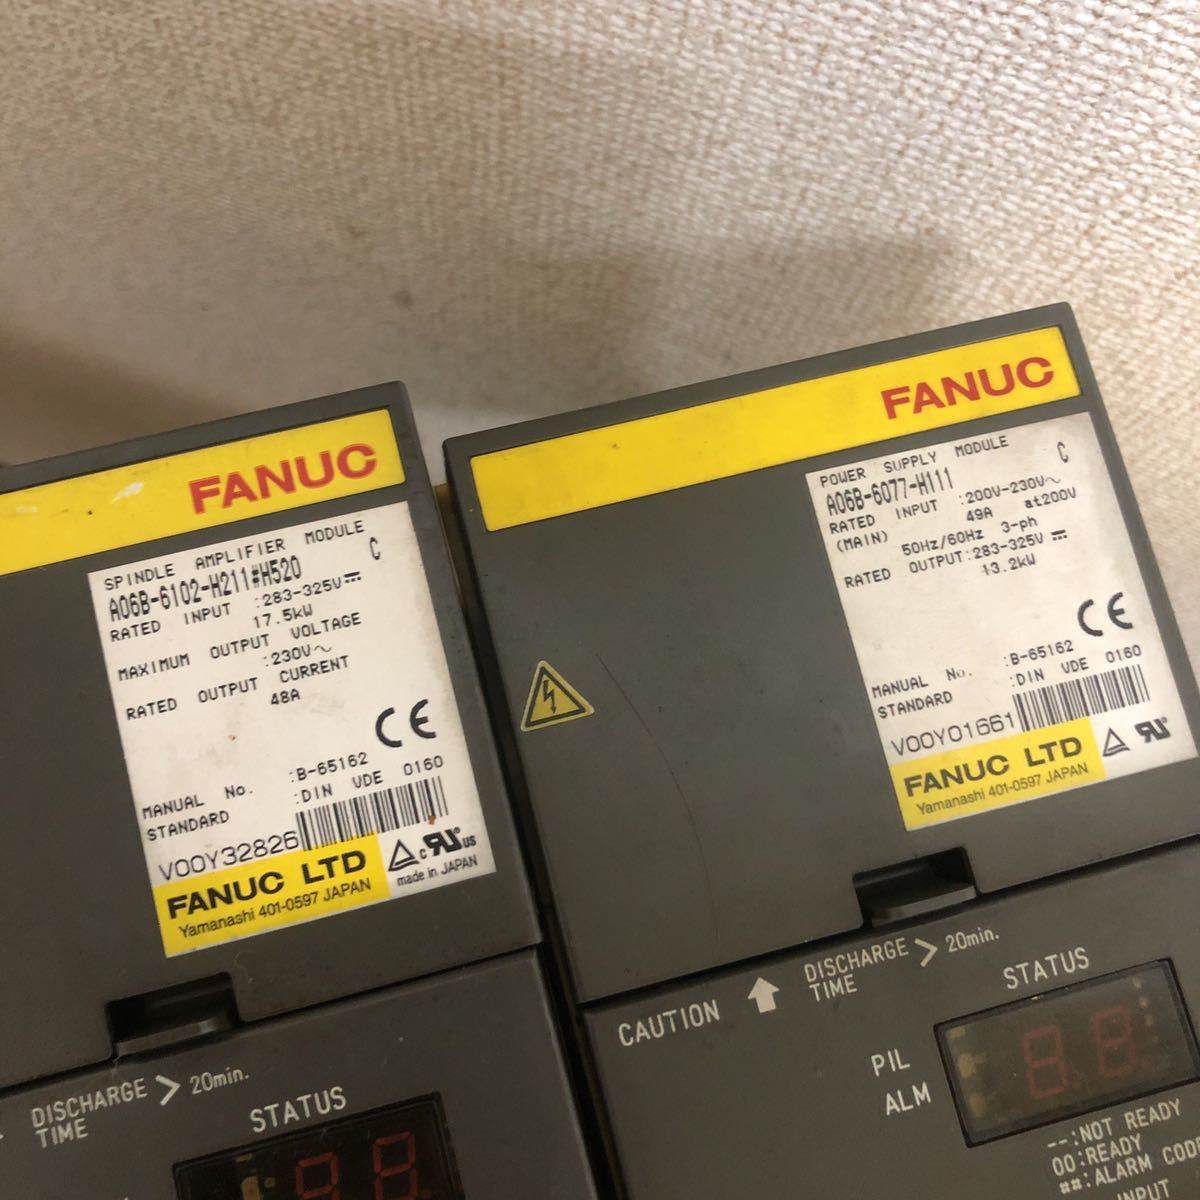 FANUC
SPINDLE AMPLIFIER MODULE
A06B-6102-H211#H520 C
RATED INPUT :283-325V
17.5kW
MAXIMUM OUTPUT VOLTAGE
:230V~
RATED OUTPUT CURRENT
48A
CE
MANUAL No. :B-65162
STANDARD :DIN VDE 0160
V00Y32826
FANUC LTD
Yamanashi 401-0597 JAPAN
c US
made in JAPAN
DISCHARGE > 20min.
TIME
STATUS
FANUC
POWER SUPPLY MODULE
A06B-6077-H111 C
RATED INPUT :200V-230V~
(MAIN) 49A at200V
50Hz/60Hz 3-ph
RATED OUTPUT:283-325V
13.2kW
CE
MANUAL No. :B-65162
STANDARD :DIN VDE 0160
V00Y01661
FANUC LTD
Yamanashi 401-0597 JAPAN
CAUTION
DISCHARGE > 20min.
TIME
STATUS
PIL
ALM
8.8.
--:NOT READY
00:READY
##:ALARM CODE
INPUT